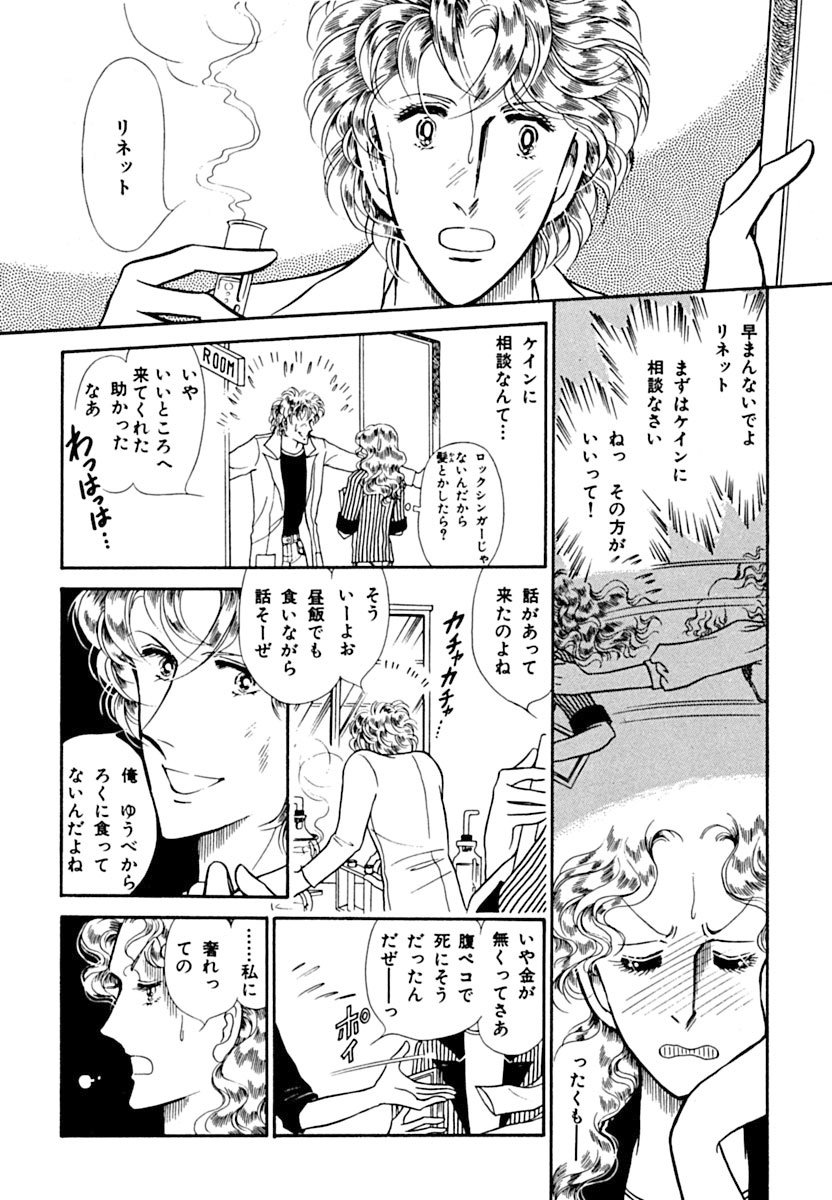 リネット
早まんないでよ
リネット
まずはケインに
相談なさい
ねっ その方が
いいって!
ったくもー
ケインに
相談なんて…
ROOM
ロックシンガーじゃ
ないんだから
髪とかしたら?
いや
いいところへ
来てくれた
助かった
なあ
わっはっは…
話があって
来たのよね
カチャカチャ…
そう
いーよお
昼飯でも
食いながら
話そーぜ
俺 ゆうべから
ろくに食って
ないんだよね
いや金が
無くってさあ
腹ペコで
死にそう
だったん
だぜーっ
ポイ
……私に
奢れっ
ての